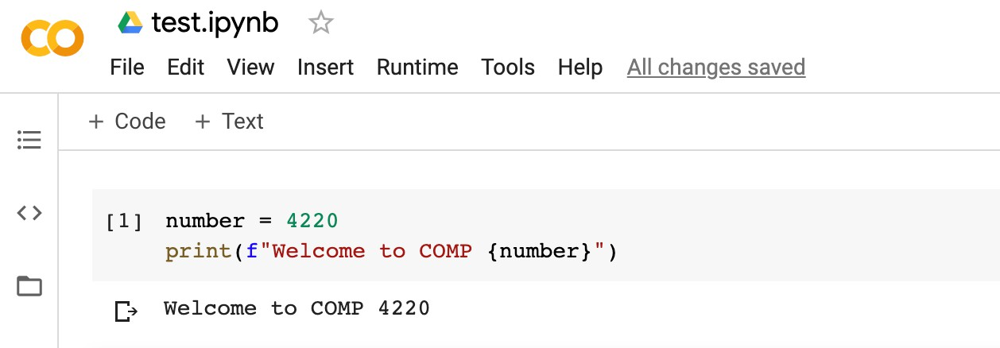 test.ipynb
File Edit View Insert Runtime Tools Help All changes saved
+ Code + Text
[1] number = 4220
print(f"Welcome to COMP {number}")
Welcome to COMP 4220